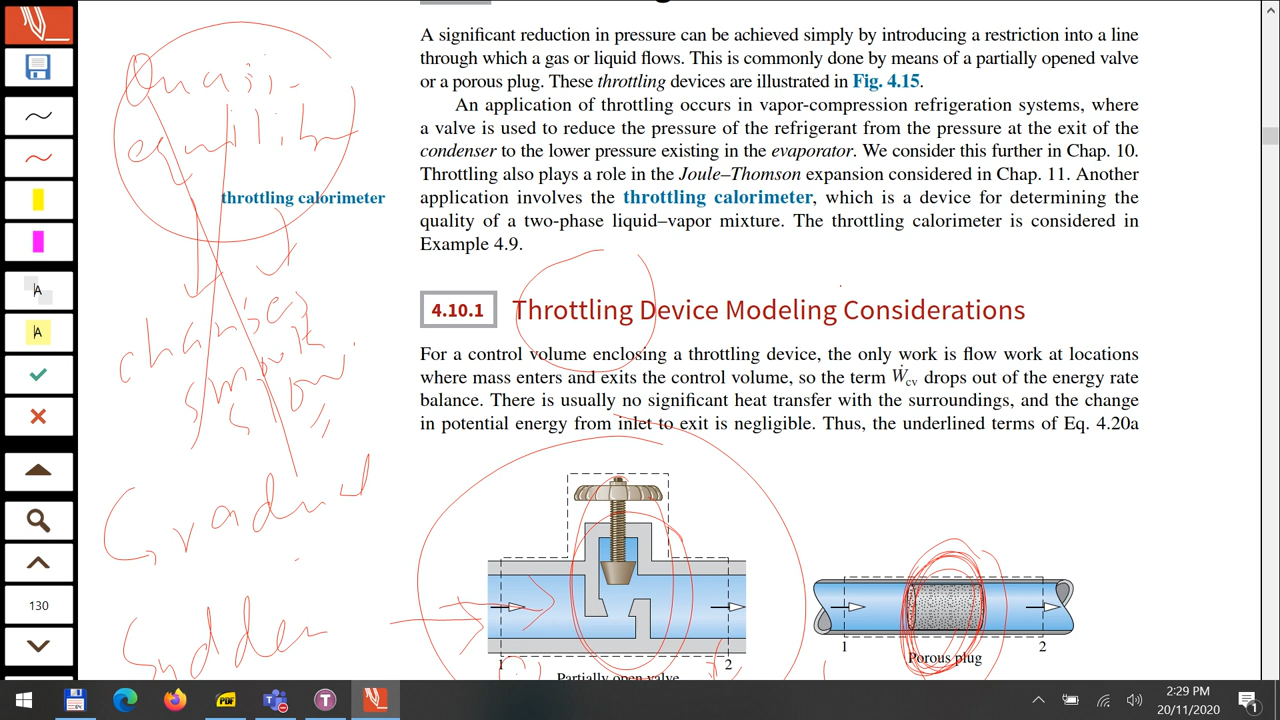 A significant reduction in pressure can be achieved simply by introducing a restriction into a line
through which a gas or liquid flows. This is commonly done by means of a partially opened valve
or a porous plug. These throttling devices are illustrated in Fig. 4.15.
An application of throttling occurs in vapor-compression refrigeration systems, where
a valve is used to reduce the pressure of the refrigerant from the pressure at the exit of the
condenser to the lower pressure existing in the evaporator. We consider this further in Chap. 10.
Throttling also plays a role in the Joule–Thomson expansion considered in Chap. 11. Another
application involves the throttling calorimeter, which is a device for determining the
quality of a two-phase liquid–vapor mixture. The throttling calorimeter is considered in
Example 4.9.
throttling calorimeter
4.10.1 Throttling Device Modeling Considerations
For a control volume enclosing a throttling device, the only work is flow work at locations
where mass enters and exits the control volume, so the term Ẇcv drops out of the energy rate
balance. There is usually no significant heat transfer with the surroundings, and the change
in potential energy from inlet to exit is negligible. Thus, the underlined terms of Eq. 4.20a
1
2
Partially open valve
1
2
Porous plug
Quasi-
equilib
changes
Gradual
Sudden
A
A
130
PDF
T
2:29 PM
20/11/2020
1